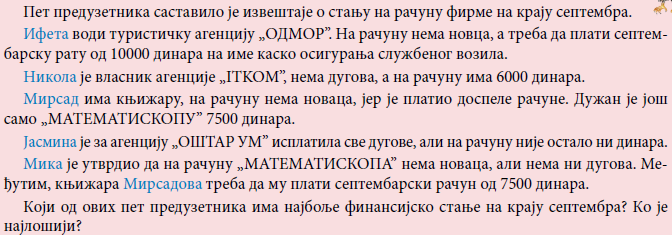 Пет предузетника саставило је извештаје о стању на рачуну фирме на крају септембра.
Ифета води туристичку агенцију „ОДМОР”. На рачуну нема новца, а треба да плати септем-
барску рату од 10000 динара на име каско осигурања службеног возила.
Никола је власник агенције „ITKOM”, нема дугова, а на рачуну има 6000 динара.
Мирсад има књижару, на рачуну нема новаца, јер је платио доспеле рачуне. Дужан је још
само „МАТЕМАТИСКОПУ” 7500 динара.
Јасмина је за агенцију „ОШТАР УМ” исплатила све дугове, али на рачуну није остало ни динара.
Мика је утврдио да на рачуну „МАТЕМАТИСКОПА” нема новаца, али нема ни дугова. Ме-
ђутим, књижара Мирсадова треба да му плати септембарски рачун од 7500 динара.
Који од ових пет предузетника има најбоље финансијско стање на крају септембра? Ко је
најлошији?